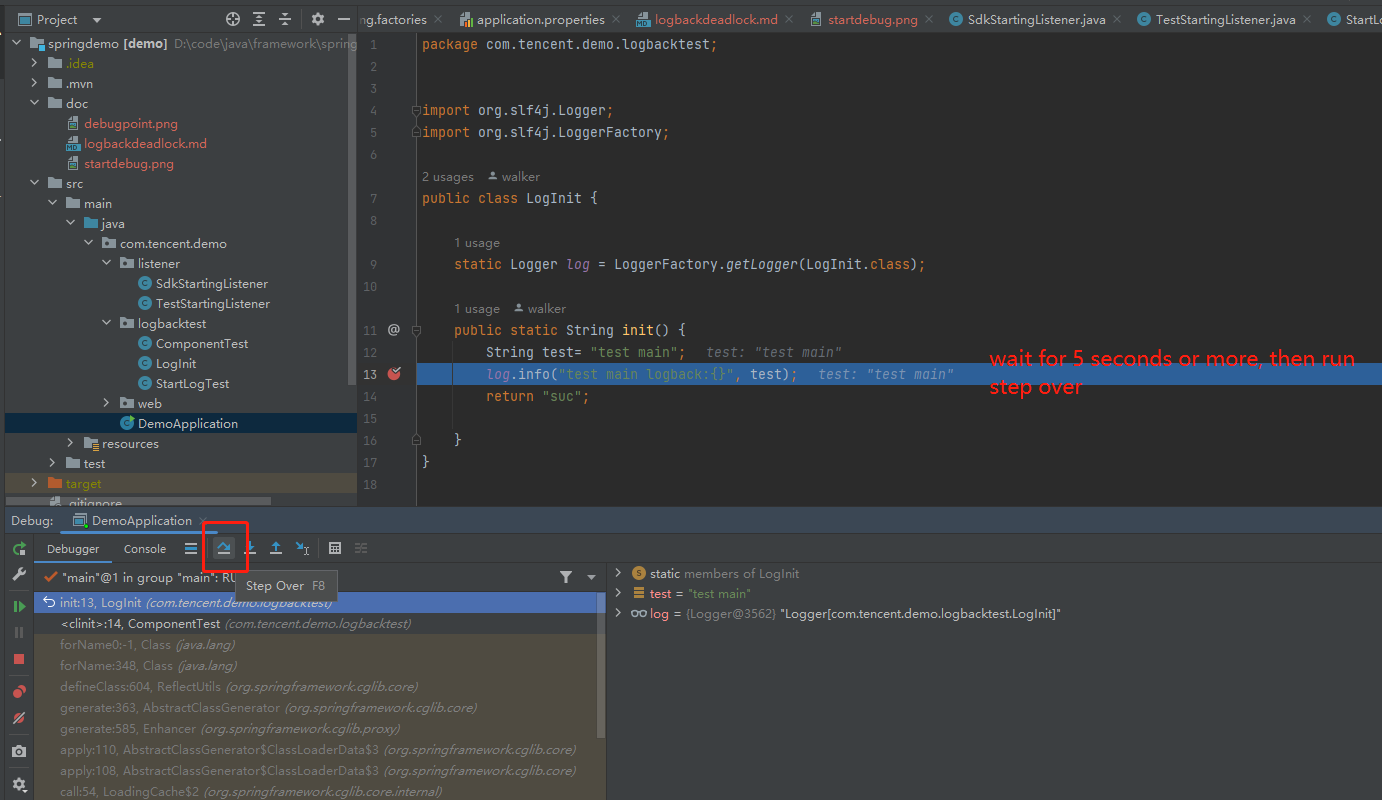 Project
ng.factories
application.properties
logbackdeadlock.md
startdebug.png
SdkStartingListener.java
TestStartingListener.java
StartL
springdemo [demo] D:\code\java\framework\spring
.idea
.mvn
doc
debugpoint.png
logbackdeadlock.md
startdebug.png
src
main
java
com.tencent.demo
listener
SdkStartingListener
TestStartingListener
logbacktest
ComponentTest
LogInit
StartLogTest
web
DemoApplication
resources
test
target
.gitignore
1 package com.tencent.demo.logbacktest;
2
3
4 import org.slf4j.Logger;
5 import org.slf4j.LoggerFactory;
6
2 usages walker
7 public class LogInit {
8
1 usage
9 static Logger log = LoggerFactory.getLogger(LogInit.class);
10
1 usage walker
11 @ public static String init() {
12 String test= "test main"; test: "test main"
13 log.info("test main logback:{}", test); test: "test main"
14 return "suc";
15
16 }
17 }
18
wait for 5 seconds or more, then run
step over
Debug: DemoApplication
Debugger Console
"main"@1 in group "main": RU
Step Over F8
init:13, LogInit (com.tencent.demo.logbacktest)
<clinit>:14, ComponentTest (com.tencent.demo.logbacktest)
forName0:-1, Class (java.lang)
forName:348, Class (java.lang)
defineClass:604, ReflectUtils (org.springframework.cglib.core)
generate:363, AbstractClassGenerator (org.springframework.cglib.core)
generate:585, Enhancer (org.springframework.cglib.proxy)
apply:110, AbstractClassGenerator$ClassLoaderData$3 (org.springframework.cglib.core)
apply:108, AbstractClassGenerator$ClassLoaderData$3 (org.springframework.cglib.core)
call:54, LoadingCache$2 (org.springframework.cglib.core.internal)
static members of LogInit
test = "test main"
log = {Logger@3562} "Logger[com.tencent.demo.logbacktest.LogInit]"